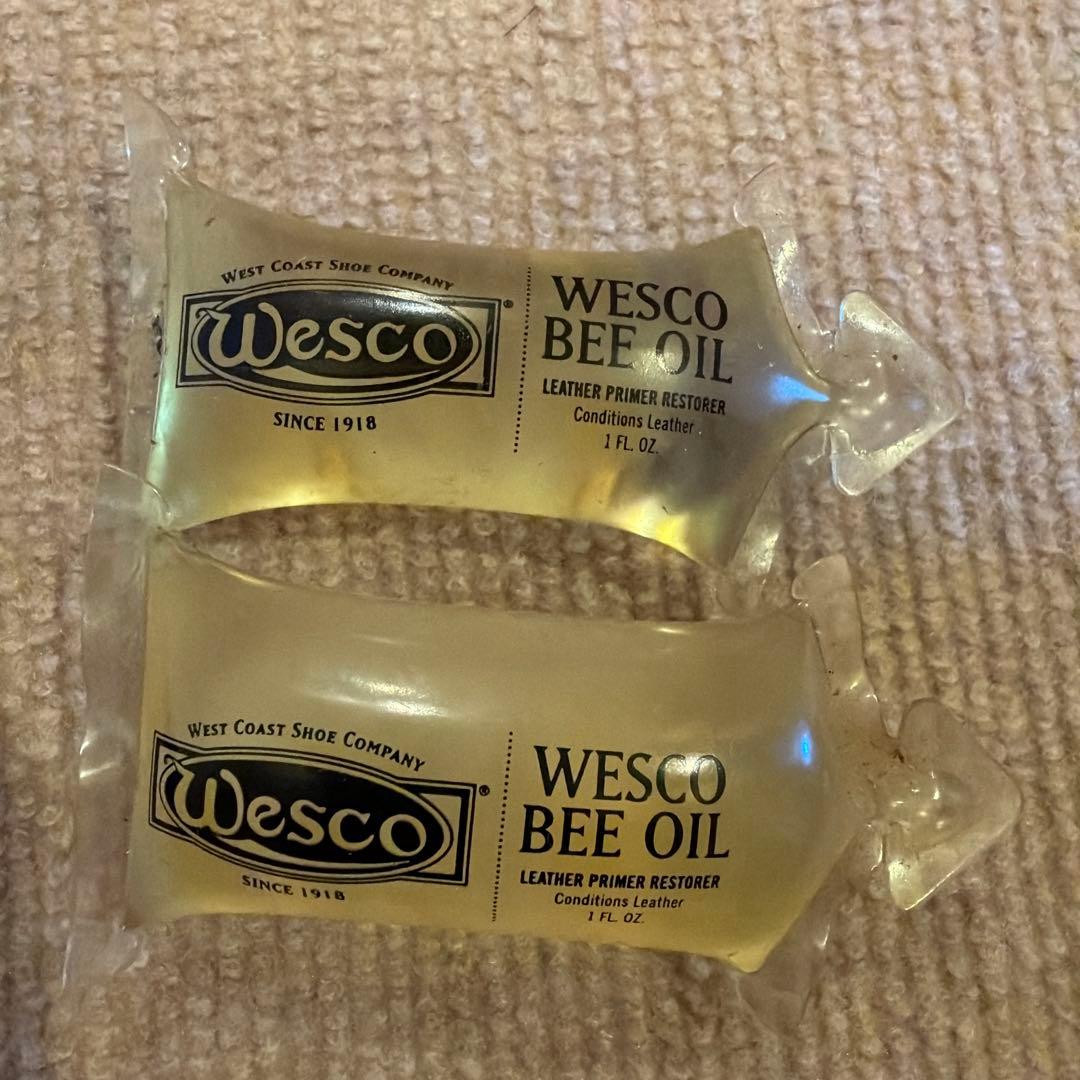 West Coast Shoe Company
Wesco®
SINCE 1918
WESCO
BEE OIL
LEATHER PRIMER RESTORER
Conditions Leather
1 FL. OZ.
West Coast Shoe Company
Wesco®
SINCE 1918
WESCO
BEE OIL
LEATHER PRIMER RESTORER
Conditions Leather
1 FL. OZ.